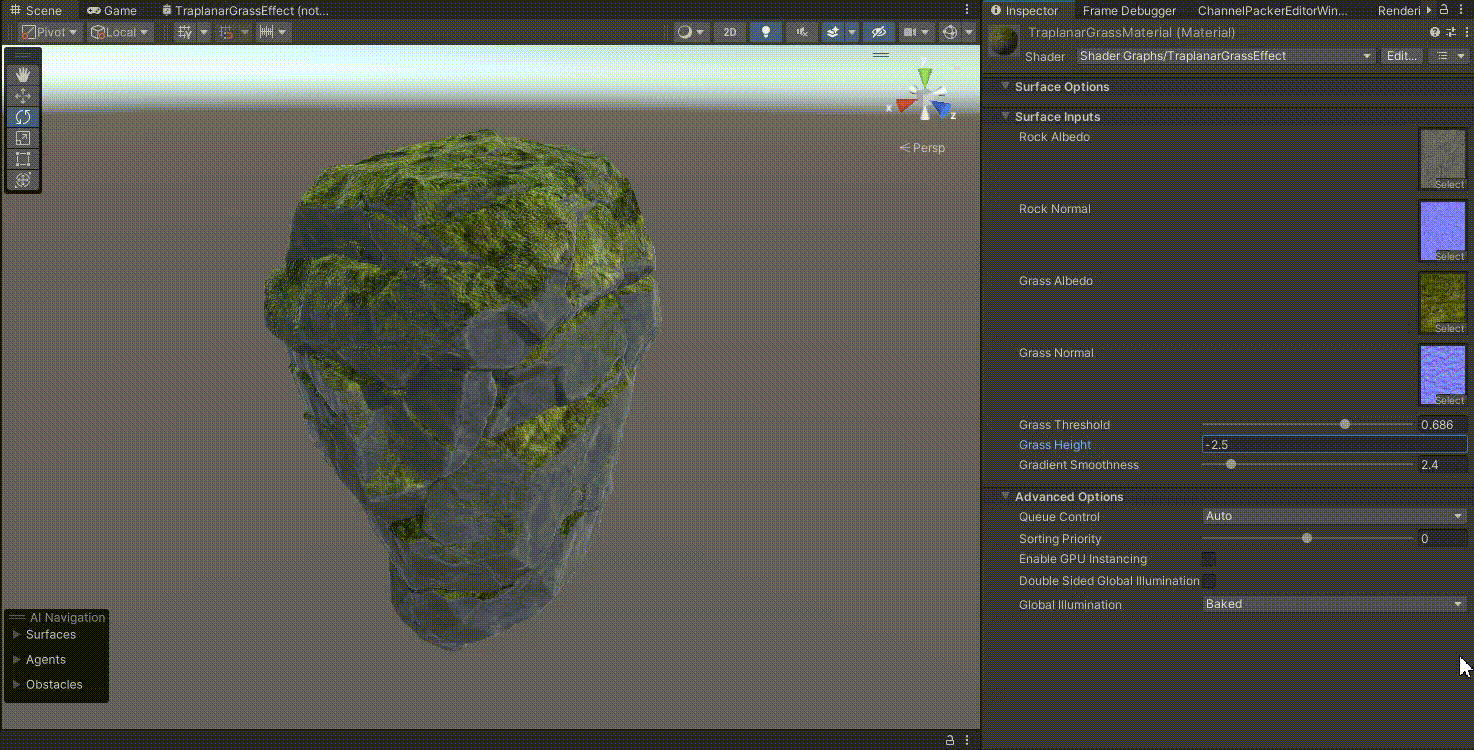 Scene Game TraplanarGrassEffect (not...
Pivot Local 2D
y
x
z
Persp
AI Navigation
Surfaces
Agents
Obstacles
Inspector Frame Debugger ChannelPackerEditorWin... Renderi
TraplanarGrassMaterial (Material)
Shader Shader Graphs/TraplanarGrassEffect Edit...
Surface Options
Surface Inputs
Rock Albedo
Select
Rock Normal
Select
Grass Albedo
Select
Grass Normal
Select
Grass Threshold 0.686
Grass Height -2.5
Gradient Smoothness 2.4
Advanced Options
Queue Control Auto
Sorting Priority 0
Enable GPU Instancing
Double Sided Global Illumination
Global Illumination Baked